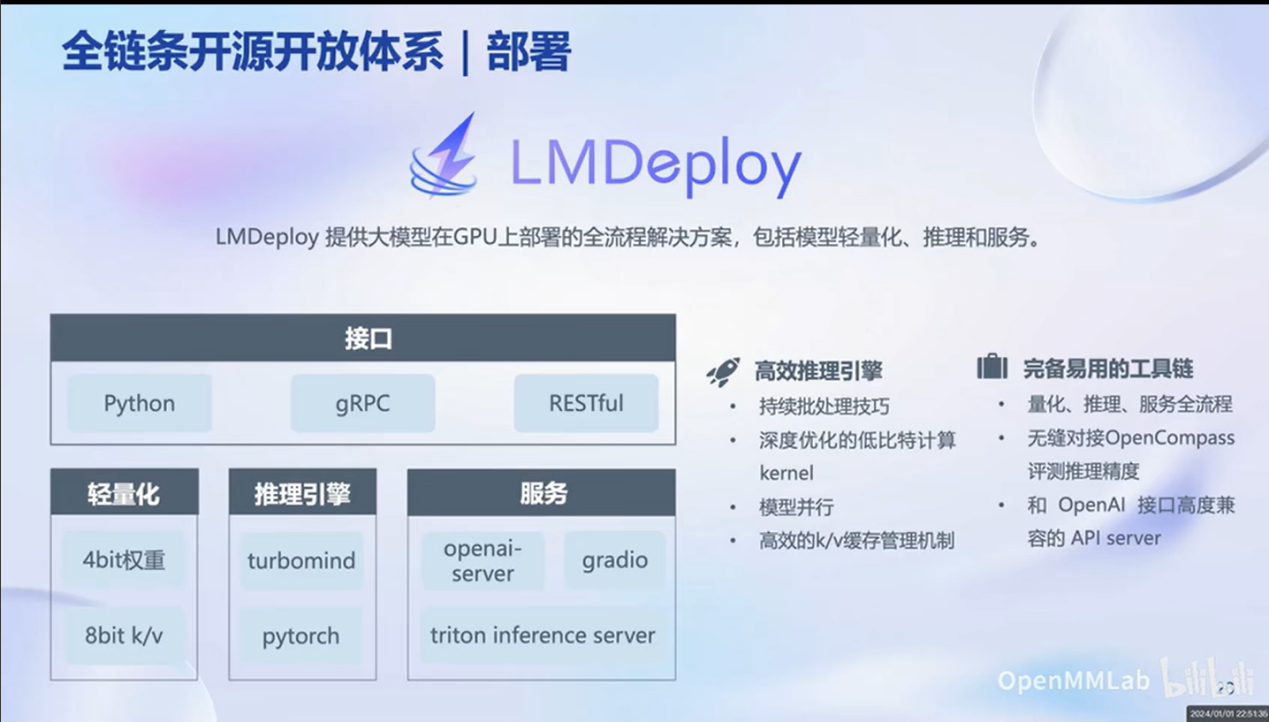 全链条开源开放体系 | 部署
LMDeploy
LMDeploy 提供大模型在GPU上部署的全流程解决方案，包括模型轻量化、推理和服务。
接口
Python
gRPC
RESTful
轻量化
4bit权重
8bit k/v
推理引擎
turbomind
pytorch
服务
openai-
server
gradio
triton inference server
高效推理引擎
• 持续批处理技巧
• 深度优化的低比特计算
kernel
• 模型并行
• 高效的k/v缓存管理机制
完备易用的工具链
• 量化、推理、服务全流程
• 无缝对接OpenCompass
评测推理精度
• 和 OpenAI 接口高度兼
容的 API server
OpenMMLab
bilibili
2024/01/01 22:51:36